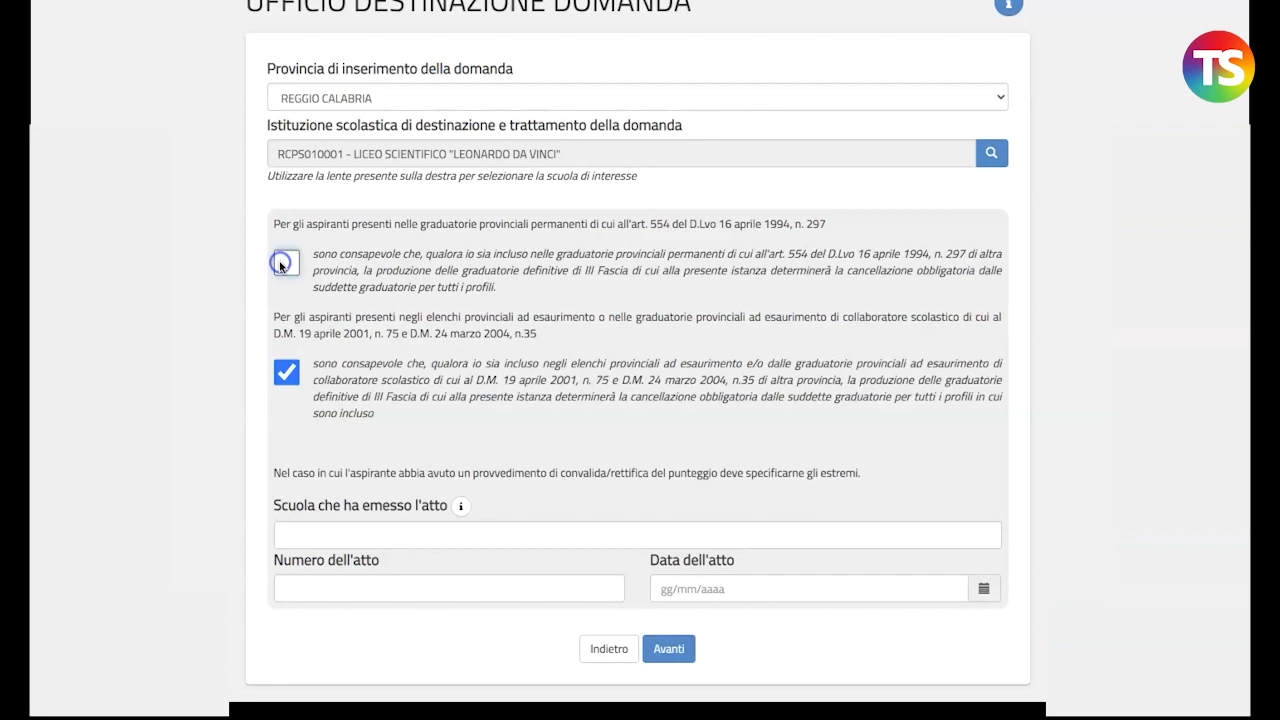 UFFICIO DESTINAZIONE DOMANDA
i
TS
Provincia di inserimento della domanda
REGGIO CALABRIA
Istituzione scolastica di destinazione e trattamento della domanda
RCPS010001 - LICEO SCIENTIFICO "LEONARDO DA VINCI"
Utilizzare la lente presente sulla destra per selezionare la scuola di interesse
Per gli aspiranti presenti nelle graduatorie provinciali permanenti di cui all'art. 554 del D.Lvo 16 aprile 1994, n. 297
sono consapevole che, qualora io sia incluso nelle graduatorie provinciali permanenti di cui all'art. 554 del D.Lvo 16 aprile 1994, n. 297 di altra
provincia, la produzione delle graduatorie definitive di III Fascia di cui alla presente istanza determinerà la cancellazione obbligatoria dalle
suddette graduatorie per tutti i profili.
Per gli aspiranti presenti negli elenchi provinciali ad esaurimento o nelle graduatorie provinciali ad esaurimento di collaboratore scolastico di cui al
D.M. 19 aprile 2001, n. 75 e D.M. 24 marzo 2004, n.35
sono consapevole che, qualora io sia incluso negli elenchi provinciali ad esaurimento e/o dalle graduatorie provinciali ad esaurimento di
collaboratore scolastico di cui al D.M. 19 aprile 2001, n. 75 e D.M. 24 marzo 2004, n.35 di altra provincia, la produzione delle graduatorie
definitive di III Fascia di cui alla presente istanza determinerà la cancellazione obbligatoria dalle suddette graduatorie per tutti i profili in cui
sono incluso
Nel caso in cui l'aspirante abbia avuto un provvedimento di convalida/rettifica del punteggio deve specificarne gli estremi.
Scuola che ha emesso l'atto i
Numero dell'atto
Data dell'atto
gg/mm/aaaa
Indietro
Avanti